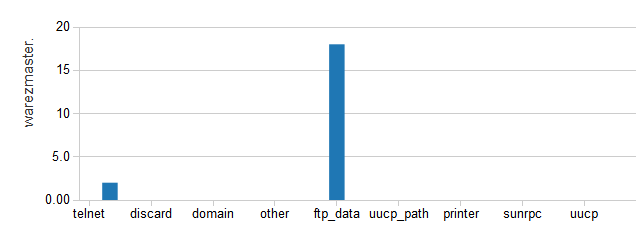 warezmaster.
20
15
10
5.0
0.00
telnet discard domain other ftp_data uucp_path printer sunrpc uucp